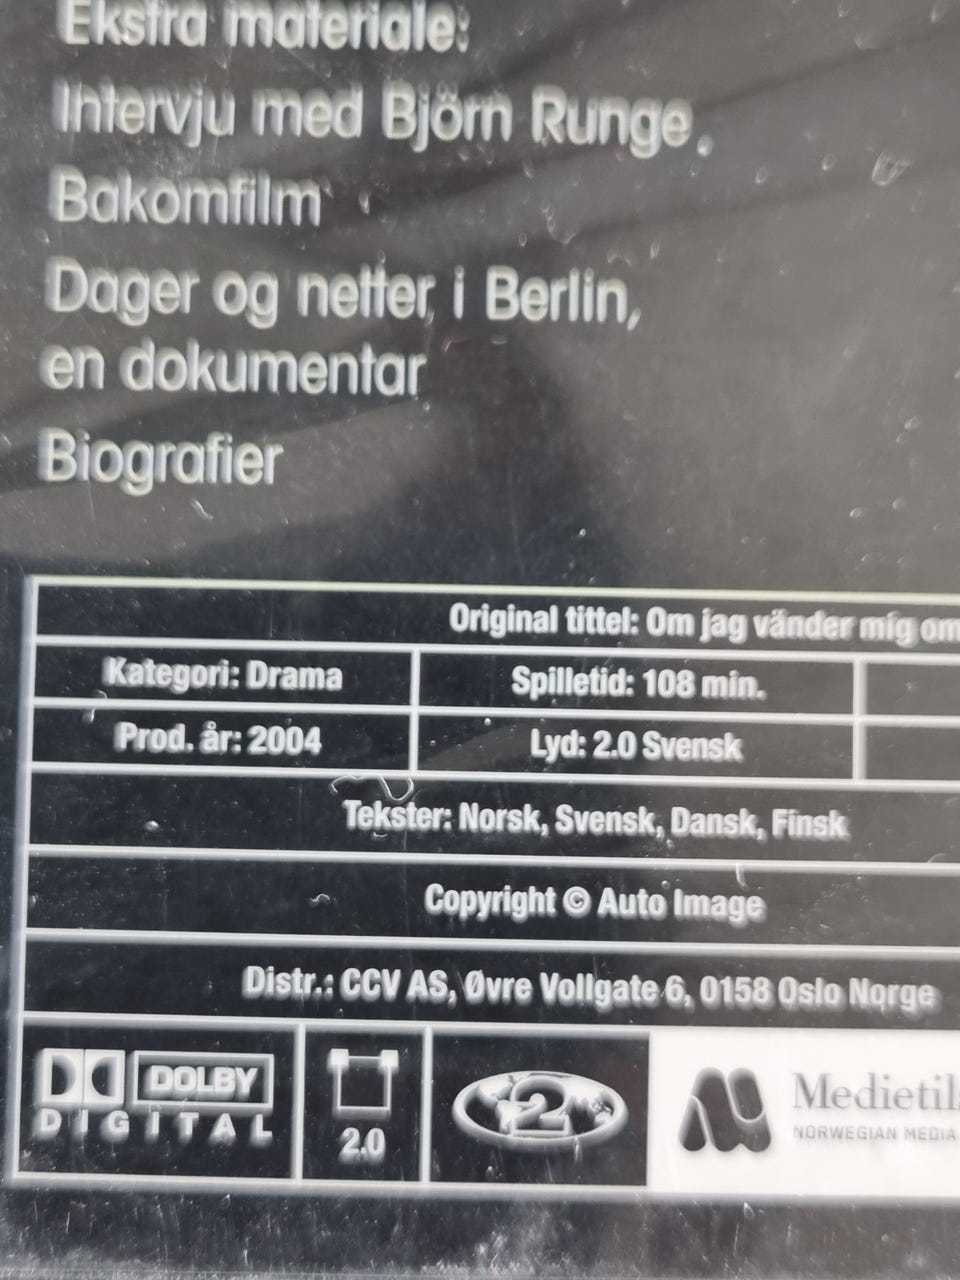 Ekstra materiale:
Intervju med Björn Runge,
Bakomfilm
Dager og netter i Berlin,
en dokumentar
Biografier
Original tittel: Om jag vänder mig om
Kategori: Drama
Spilletid: 108 min.
Prod. år: 2004
Lyd: 2.0 Svensk
Tekster: Norsk, Svensk, Dansk, Finsk
Copyright © Auto Image
Distr.: CCV AS, Øvre Vollgate 6, 0158 Oslo Norge
DOLBY
DIGITAL
2.0
2
Medietils
NORWEGIAN MEDIA